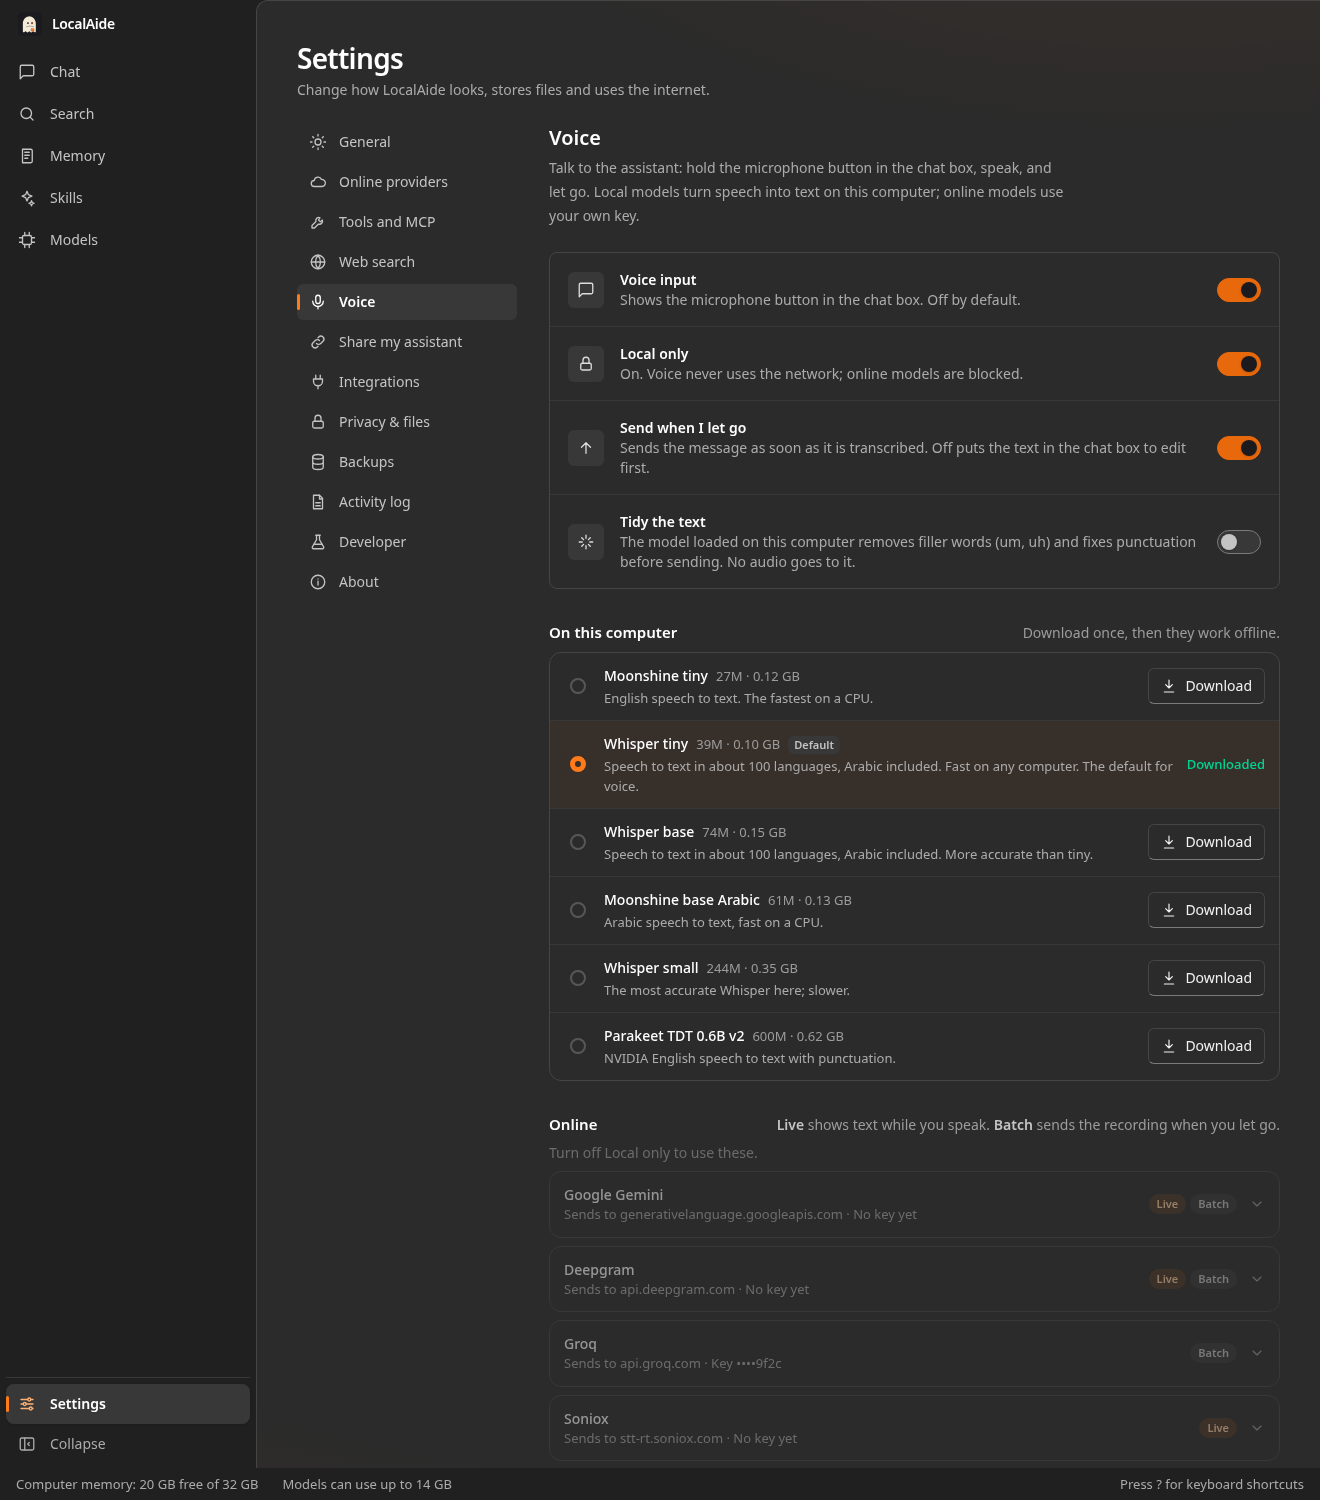 LocalAide
Chat
Search
Memory
Skills
Models
Settings
Collapse
Settings
Change how LocalAide looks, stores files and uses the internet.
General
Online providers
Tools and MCP
Web search
Voice
Share my assistant
Integrations
Privacy & files
Backups
Activity log
Developer
About
Voice
Talk to the assistant: hold the microphone button in the chat box, speak, and
let go. Local models turn speech into text on this computer; online models use
your own key.
Voice input
Shows the microphone button in the chat box. Off by default.
Local only
On. Voice never uses the network; online models are blocked.
Send when I let go
Sends the message as soon as it is transcribed. Off puts the text in the chat box to edit
first.
Tidy the text
The model loaded on this computer removes filler words (um, uh) and fixes punctuation
before sending. No audio goes to it.
On this computer
Download once, then they work offline.
Moonshine tiny 27M · 0.12 GB
English speech to text. The fastest on a CPU.
Download
Whisper tiny 39M · 0.10 GB Default
Speech to text in about 100 languages, Arabic included. Fast on any computer. The default for
voice.
Downloaded
Whisper base 74M · 0.15 GB
Speech to text in about 100 languages, Arabic included. More accurate than tiny.
Download
Moonshine base Arabic 61M · 0.13 GB
Arabic speech to text, fast on a CPU.
Download
Whisper small 244M · 0.35 GB
The most accurate Whisper here; slower.
Download
Parakeet TDT 0.6B v2 600M · 0.62 GB
NVIDIA English speech to text with punctuation.
Download
Online
Live shows text while you speak. Batch sends the recording when you let go.
Turn off Local only to use these.
Google Gemini
Sends to generativelanguage.googleapis.com · No key yet
Live Batch
Deepgram
Sends to api.deepgram.com · No key yet
Live Batch
Groq
Sends to api.groq.com · Key ••••9f2c
Batch
Soniox
Sends to stt-rt.soniox.com · No key yet
Live
Computer memory: 20 GB free of 32 GB
Models can use up to 14 GB
Press ? for keyboard shortcuts